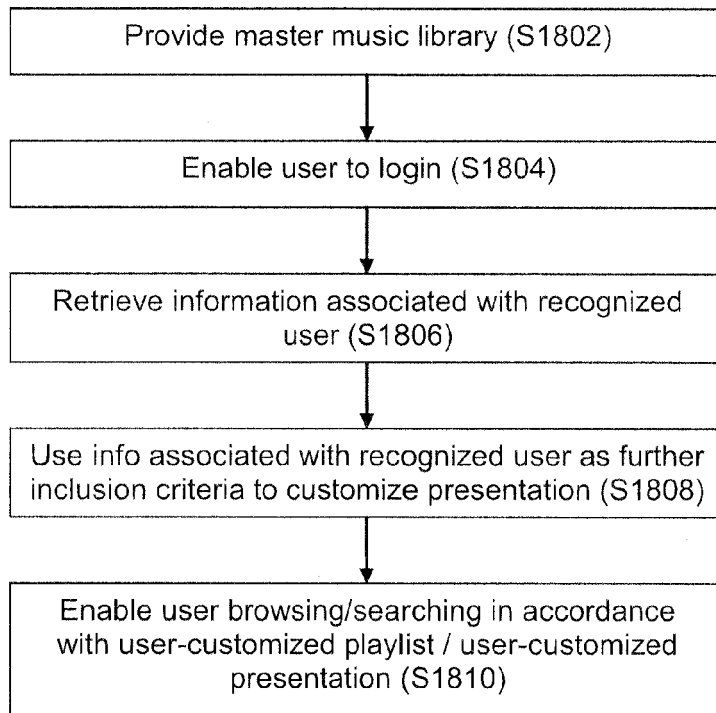 Provide master music library (S1802)
Enable user to login (S1804)
Retrieve information associated with recognized
user (S1806)
Use info associated with recognized user as further
inclusion criteria to customize presentation (S1808)
Enable user browsing/searching in accordance
with user-customized playlist / user-customized
presentation (S1810)